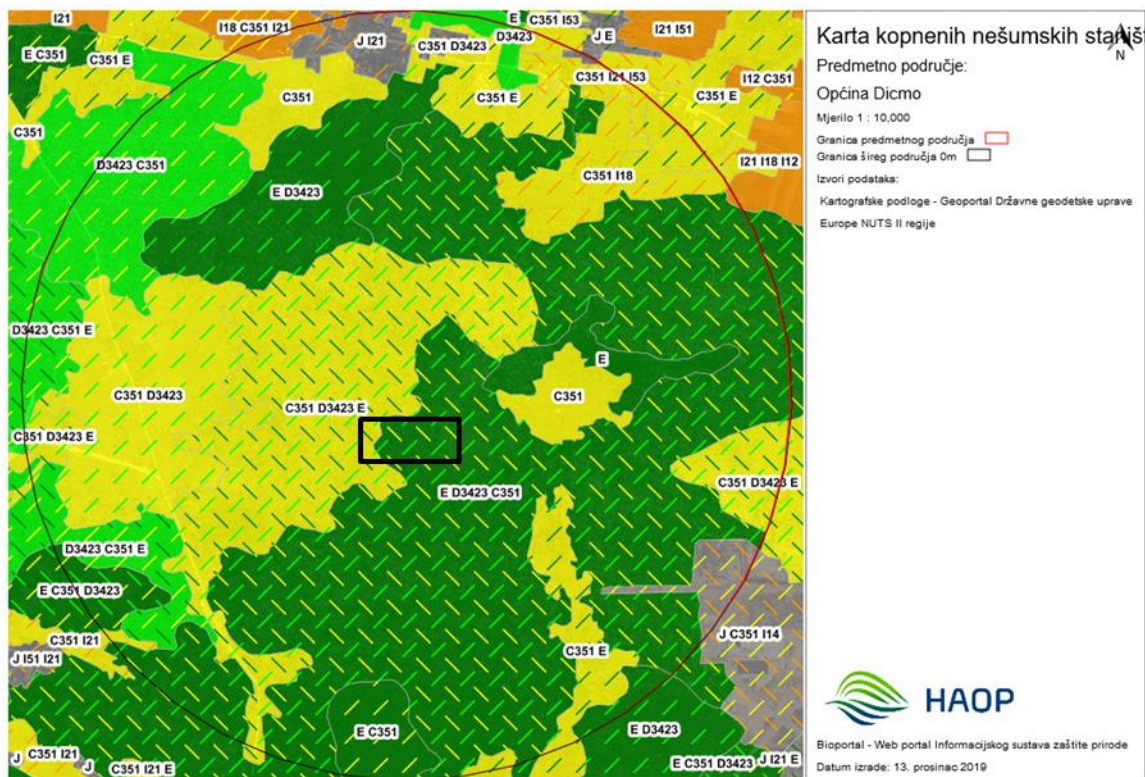 I21
I18 C351 I21
J I21
E
C351 I53
D3423
C351 D3423
J E
I21 I51
E C351
C351 E
C351
C351 E
C351 I21 I53
C351 E
I12 C351
C351
D3423 C351
E D3423
C351 I18
I21 I18 I12
D3423 C351 E
E
C351
C351 D3423
C351 D3423 E
C351 D3423 E
E D3423 C351
C351 D3423 E
D3423 C351 E
E C351 D3423
C351 I21
J I51 I21
J C351 I14
C351 E
E C351
E D3423
J
C351 I21
J
C351 I21 E
E C351 D3423
J I21 E
Karta kopnenih nešumskih staništ
N
Predmetno područje:
Općina Dicmo
Mjerilo 1 : 10,000
Granica predmetnog područja
Granica šireg područja 0m
Izvori podataka:
Kartografske podloge - Geoportal Državne geodetske uprave
Europe NUTS II regije
HAOP
Bioportal - Web portal Informacijskog sustava zaštite prirode
Datum izrade: 13. prosinac 2019